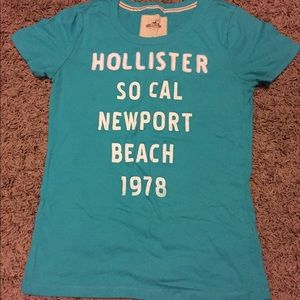 HOLLISTER
SO CAL
NEWPORT
BEACH
1978